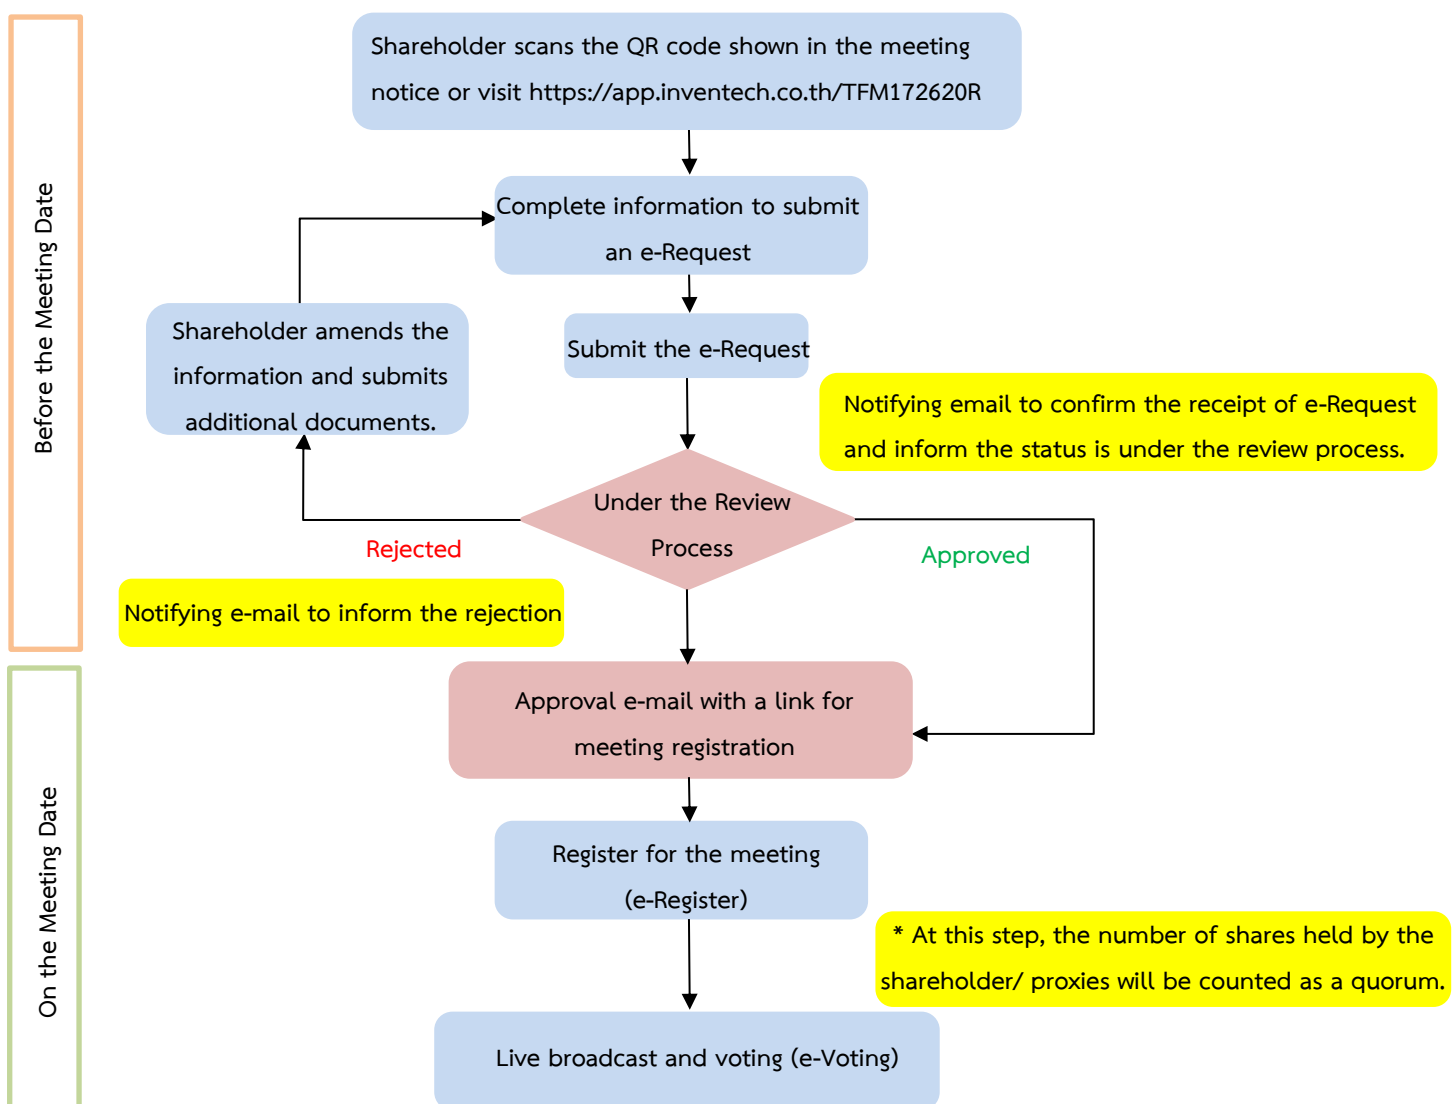 Before the Meeting Date
Shareholder scans the QR code shown in the meeting
notice or visit https://app.inventech.co.th/TFM172620R
Complete information to submit
an e-Request
Shareholder amends the
information and submits
additional documents.
Submit the e-Request
Notifying email to confirm the receipt of e-Request
and inform the status is under the review process.
Under the Review
Process
Rejected
Approved
Notifying e-mail to inform the rejection
On the Meeting Date
Approval e-mail with a link for
meeting registration
Register for the meeting
(e-Register)
* At this step, the number of shares held by the
shareholder/ proxies will be counted as a quorum.
Live broadcast and voting (e-Voting)